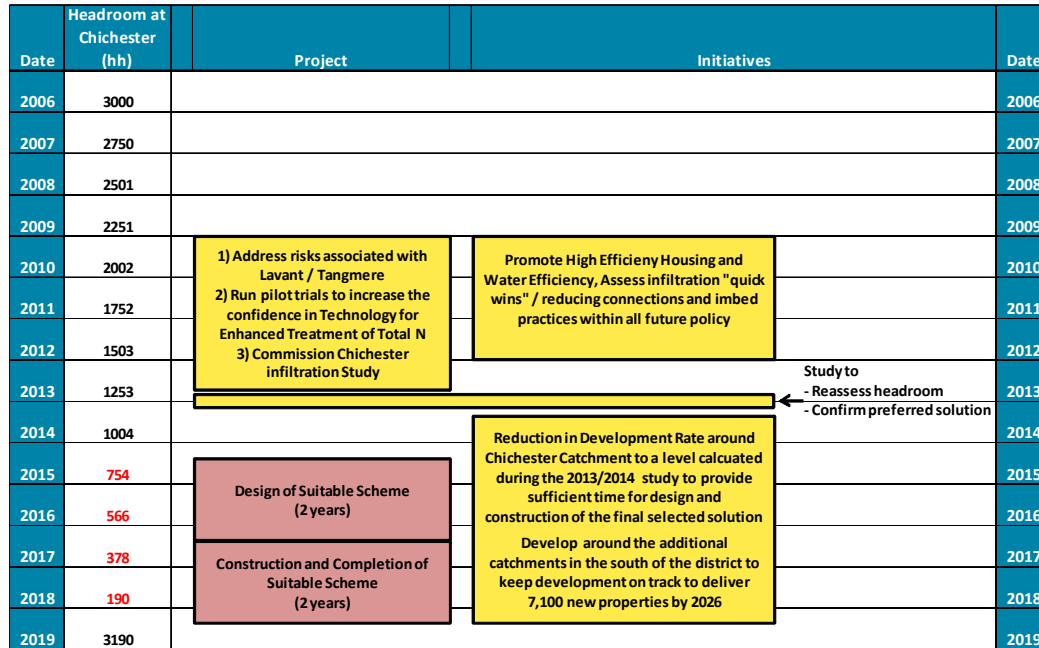 Date
Headroom at
Chichester
(hh)
Project
Initiatives
Date
2006
3000
2006
2007
2750
2007
2008
2501
2008
2009
2251
2009
2010
2002
2010
2011
1752
2011
2012
1503
2012
2013
1253
2013
2014
1004
2014
2015
754
2015
2016
566
2016
2017
378
2017
2018
190
2018
2019
3190
2019
1) Address risks associated with
Lavant / Tangmere
2) Run pilot trials to increase the
confidence in Technology for
Enhanced Treatment of Total N
3) Commission Chichester
infiltration Study
Promote High Efficieny Housing and
Water Efficiency, Assess infiltration "quick
wins" / reducing connections and imbed
practices within all future policy
Study to
- Reassess headroom
- Confirm preferred solution
Design of Suitable Scheme
(2 years)
Construction and Completion of
Suitable Scheme
(2 years)
Reduction in Development Rate around
Chichester Catchment to a level calcuated
during the 2013/2014 study to provide
sufficient time for design and
construction of the final selected solution
Develop around the additional
catchments in the south of the district to
keep development on track to deliver
7,100 new properties by 2026